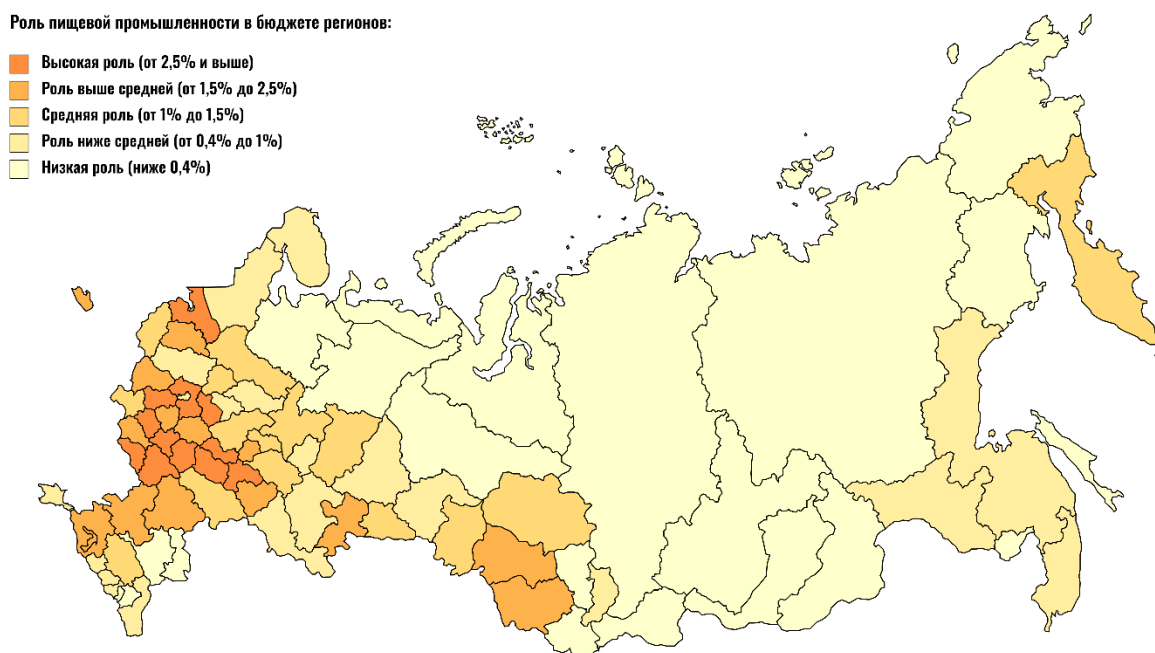 Роль пищевой промышленности в бюджете регионов:
Высокая роль (от 2,5% и выше)
Роль выше средней (от 1,5% до 2,5%)
Средняя роль (от 1% до 1,5%)
Роль ниже средней (от 0,4% до 1%)
Низкая роль (ниже 0,4%)